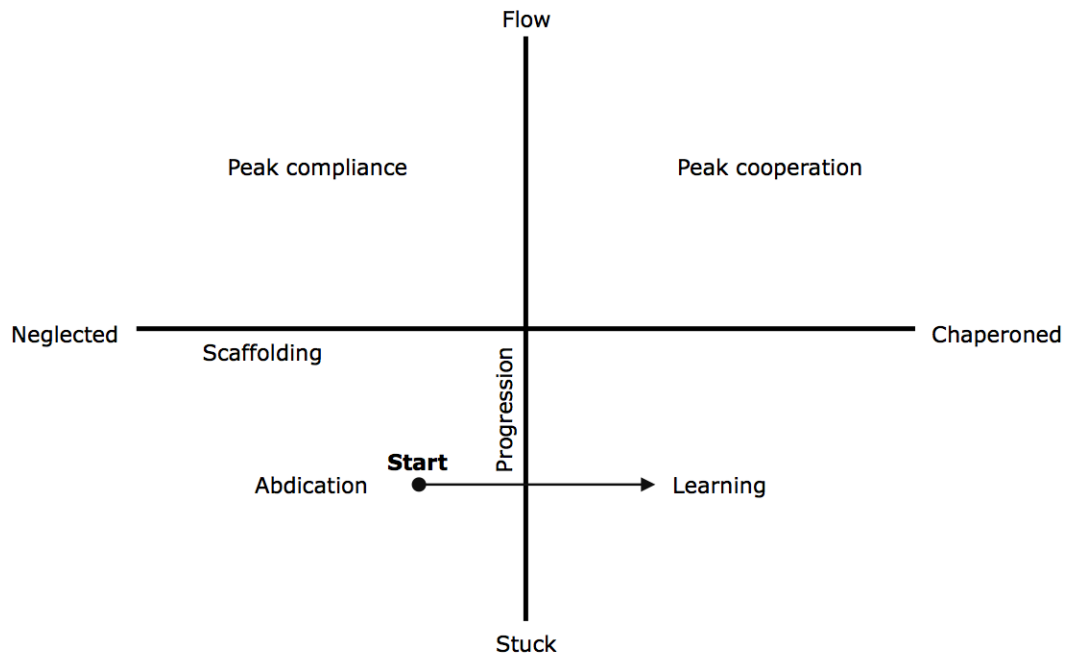 Flow
Peak compliance
Peak cooperation
Neglected
Chaperoned
Scaffolding
Progression
Start
Abdication
Learning
Stuck